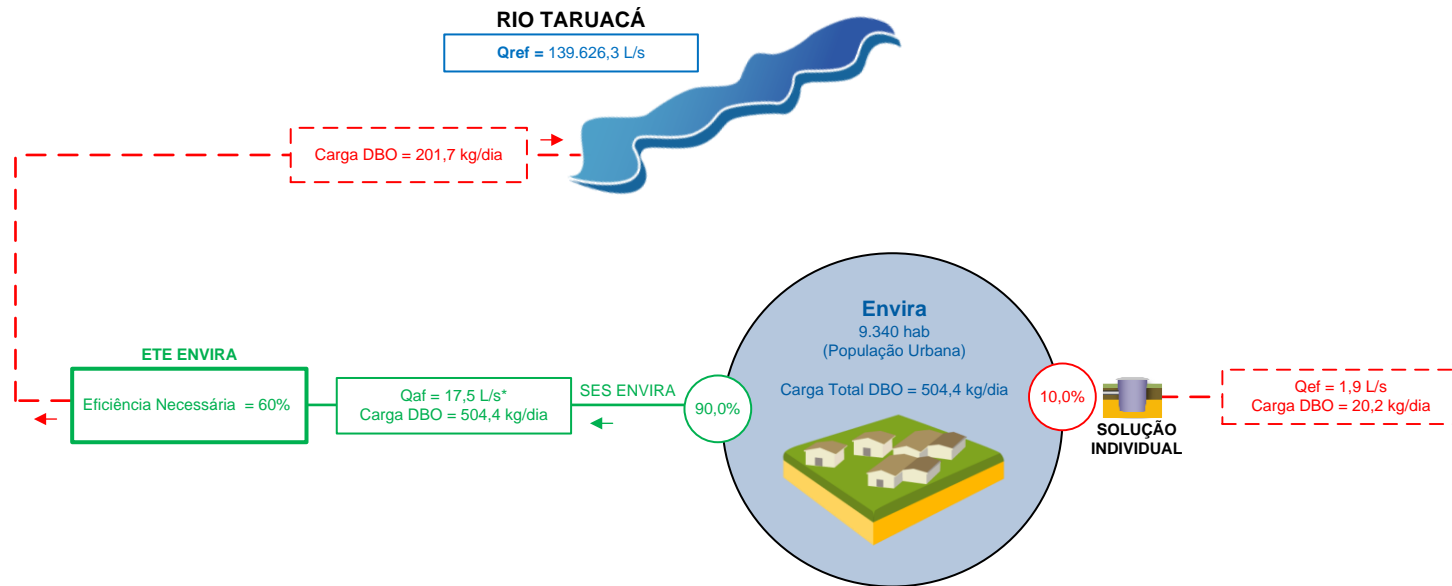 RIO TARUACÁ
Qref = 139.626,3 L/s
Carga DBO = 201,7 kg/dia
Envira
9.340 hab
(População Urbana)
Carga Total DBO = 504,4 kg/dia
ETE ENVIRA
Eficiência Necessária = 60%
Qaf = 17,5 L/s*
Carga DBO = 504,4 kg/dia
SES ENVIRA
90,0%
10,0%
SOLUÇÃO
INDIVIDUAL
Qef = 1,9 L/s
Carga DBO = 20,2 kg/dia